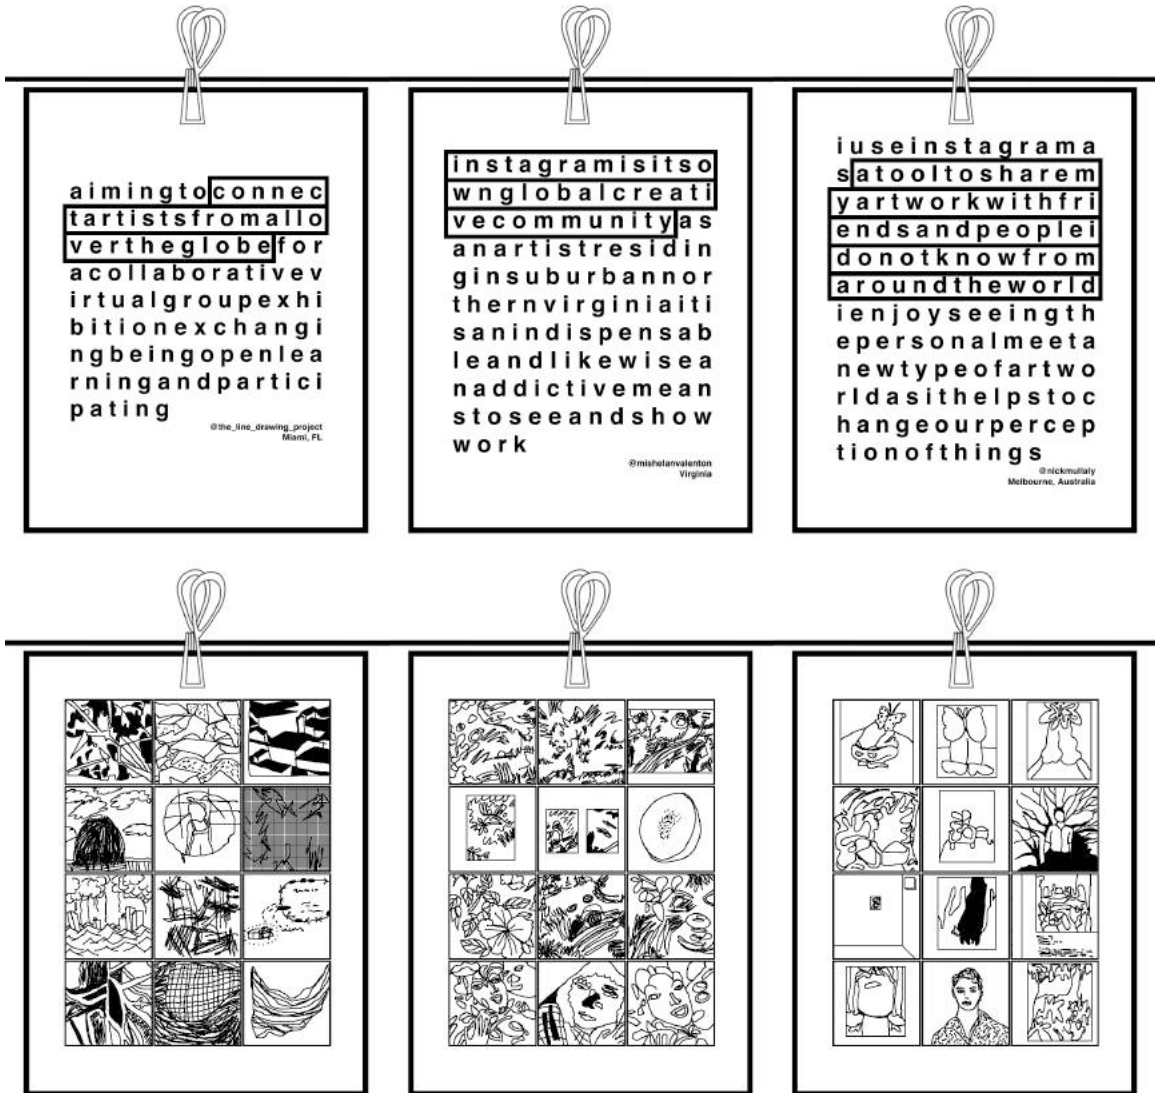 aimingtoconnec
tartistsfromallo
vertheglobefor
acollaborativev
irtualgroupexhi
bitionexchangi
ngbeingopenlea
rningandpartici
pating
@the_line_drawing_project
Miami, FL
instagramisitso
wnglobalcreati
vecommunityas
anartistresidin
ginsuburbannor
thernvirginiaiti
sanindispensab
leandlikewisea
naddictivemean
stoseeandshow
work
@mishelanvalenton
Virginia
iuseinstagrama
satooltosharem
yartworkwithfri
endsandpeoplei
donotknowfrom
aroundtheworld
ienjoyseeingth
epersonalmeeta
newtypeofartwo
rldasithelpstoc
hangeourpercep
tionofthings
@nickmullaly
Melbourne, Australia